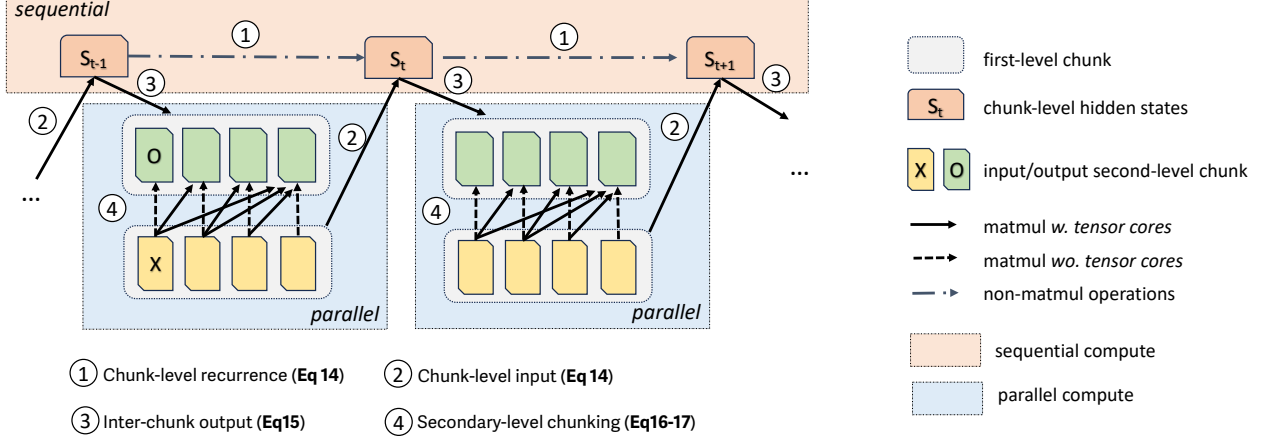 sequential
1
1
S_{t-1}
S_t
S_{t+1}
3
3
3
2
2
2
O
4
4
...
...
X
parallel
parallel
1 Chunk-level recurrence (Eq 14)
2 Chunk-level input (Eq 14)
3 Inter-chunk output (Eq15)
4 Secondary-level chunking (Eq16-17)
first-level chunk
S_t chunk-level hidden states
X O input/output second-level chunk
matmul w. tensor cores
matmul wo. tensor cores
non-matmul operations
sequential compute
parallel compute